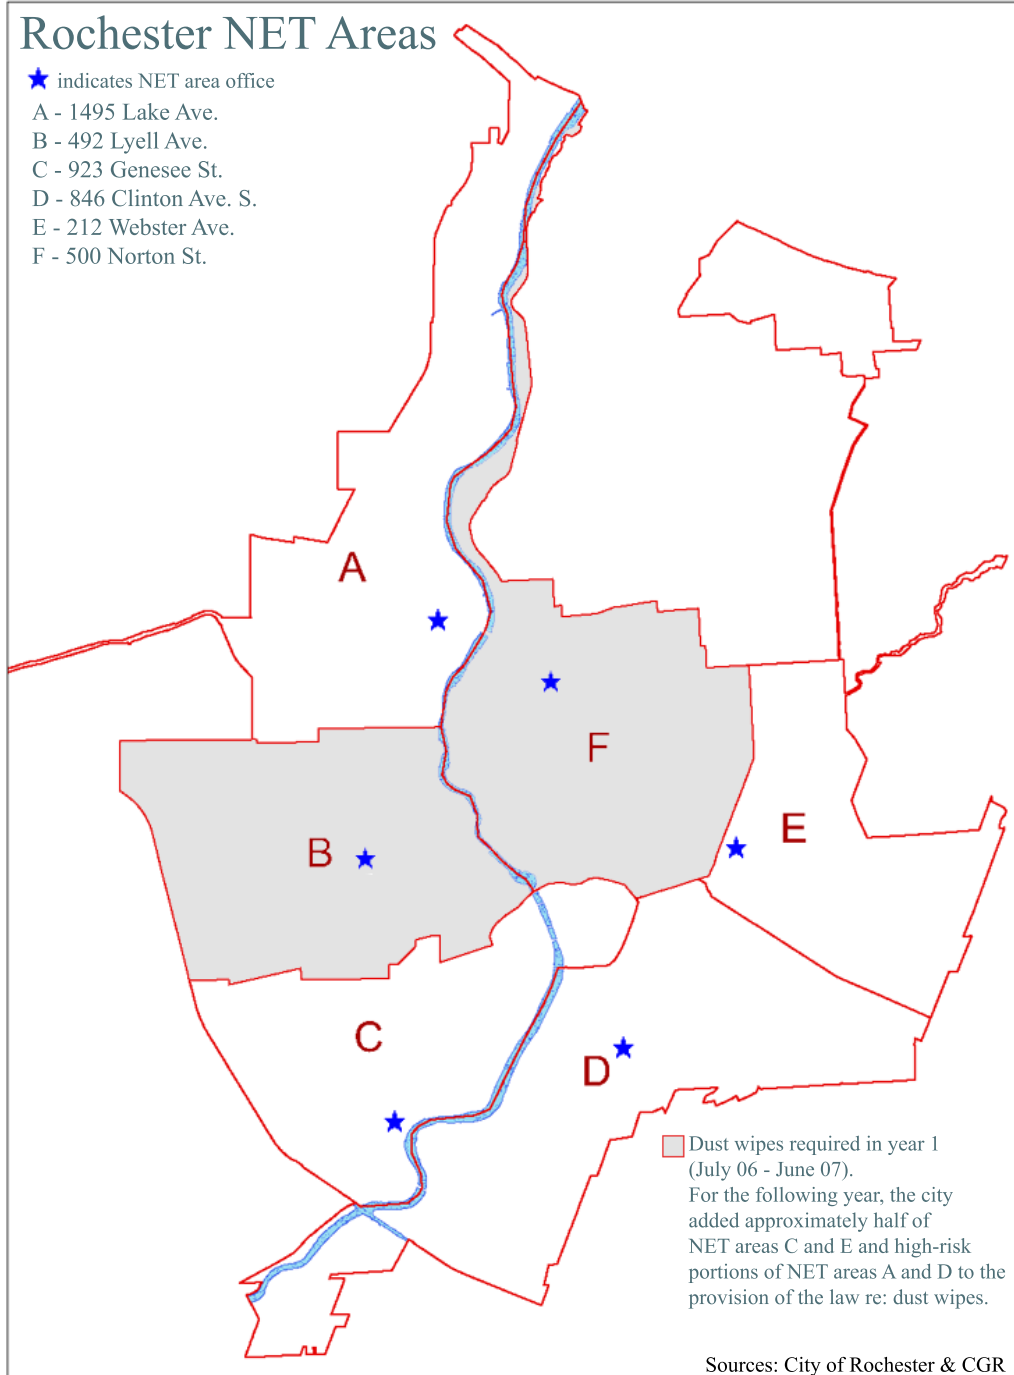 Rochester NET Areas
indicates NET area office
A - 1495 Lake Ave.
B - 492 Lyell Ave.
C - 923 Genesee St.
D - 846 Clinton Ave. S.
E - 212 Webster Ave.
F - 500 Norton St.
A
F
E
B
C
D
Dust wipes required in year 1
(July 06 - June 07).
For the following year, the city
added approximately half of
NET areas C and E and high-risk
portions of NET areas A and D to the
provision of the law re: dust wipes.
Sources: City of Rochester & CGR